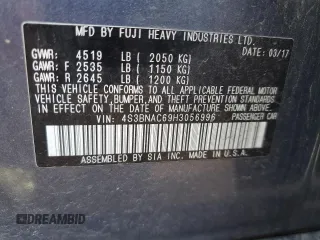 MFD BY FUJI HEAVY INDUSTRIES LTD. 03/17
GVWR: 4519 LB ( 2050 KG)
GAWR: F 2535 LB ( 1150 KG)
GAWR: R 2645 LB ( 1200 KG)
THIS VEHICLE CONFORMS TO ALL APPLICABLE FEDERAL MOTOR
VEHICLE SAFETY, BUMPER, AND THEFT PREVENTION STANDARDS
IN EFFECT ON THE DATE OF MANUFACTURE SHOWN ABOVE.
VIN: 4S3BNAC69H3056996 PASSENGER CAR
ASSEMBLED BY SIA INC. MADE IN U.S.A.
DREAMBID